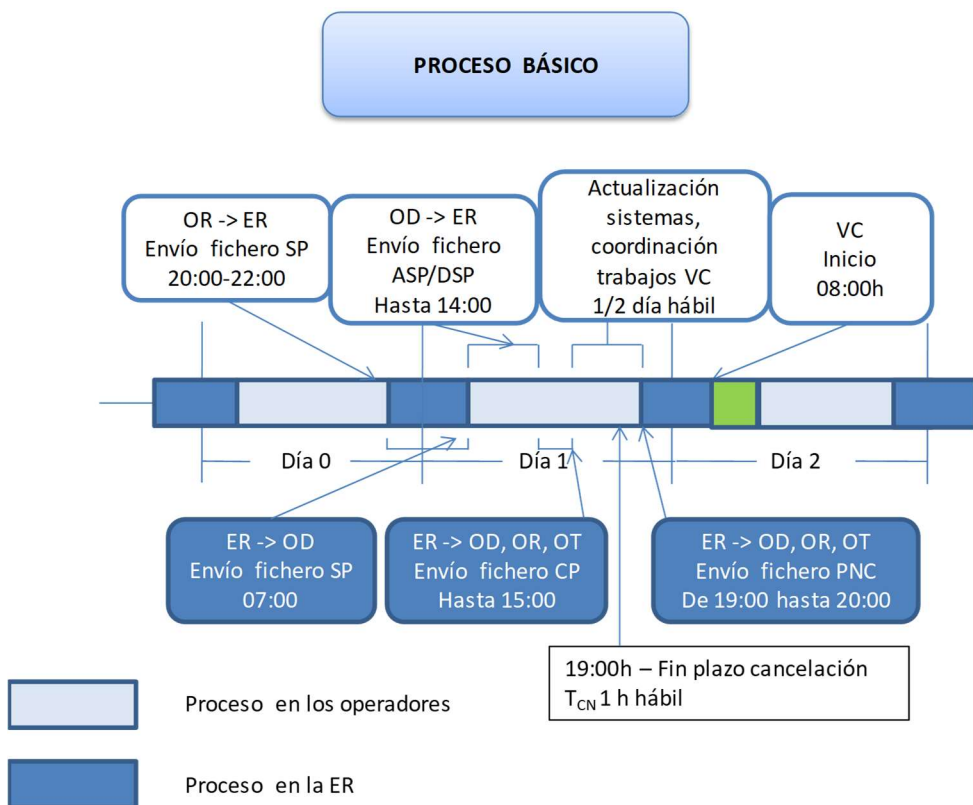 PROCESO BÁSICO
OR -> ER
Envío fichero SP
20:00-22:00
OD -> ER
Envío fichero
ASP/DSP
Hasta 14:00
Actualización
sistemas,
coordinación
trabajos VC
1/2 día hábil
VC
Inicio
08:00h
Día 0
Día 1
Día 2
ER -> OD
Envío fichero SP
07:00
ER -> OD, OR, OT
Envío fichero CP
Hasta 15:00
ER -> OD, OR, OT
Envío fichero PNC
De 19:00 hasta 20:00
19:00h – Fin plazo cancelación
TCN 1 h hábil
Proceso en los operadores
Proceso en la ER